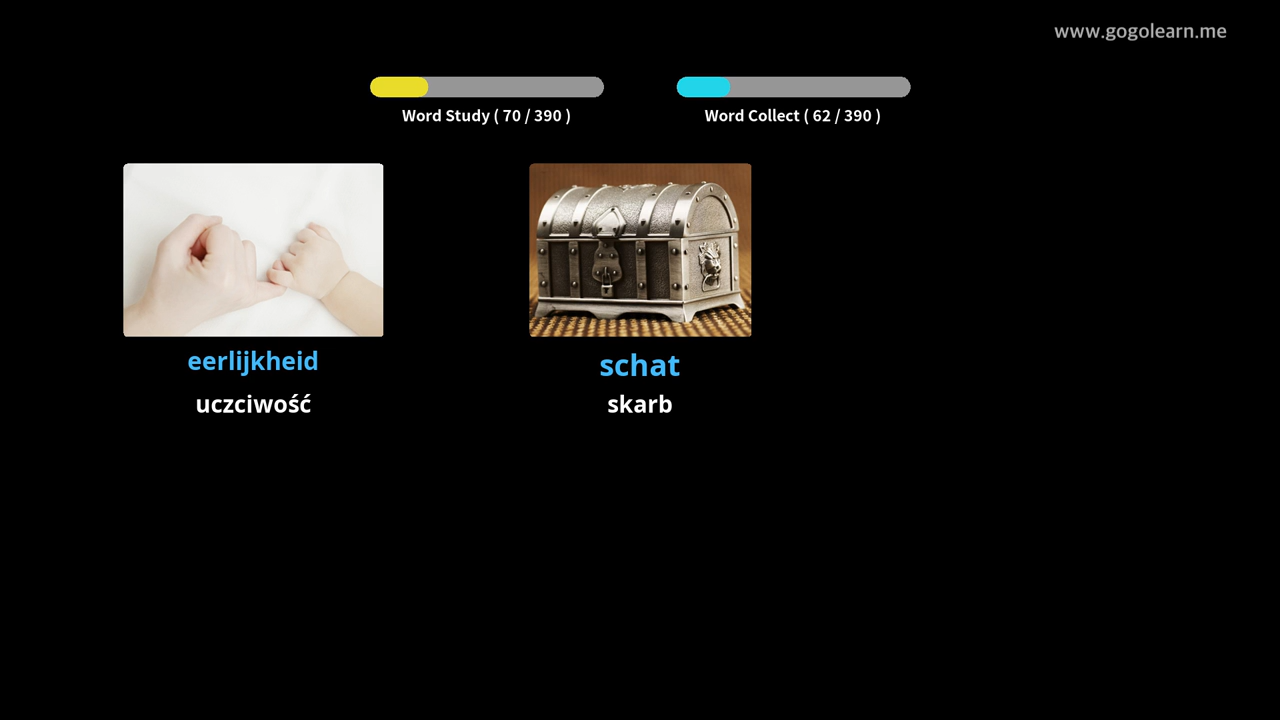 www.gogolearn.me
Word Study ( 70 / 390 )
Word Collect ( 62 / 390 )
eerlijkheid
uczciwość
schat
skarb